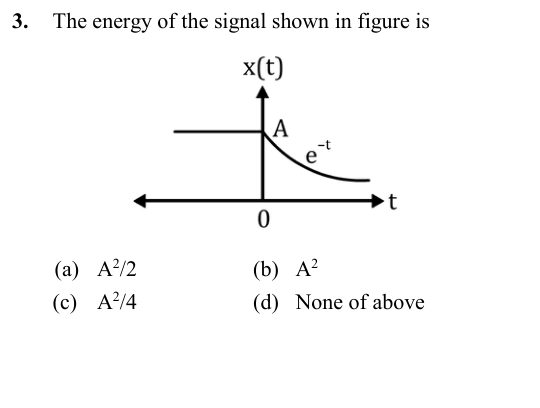 3. The energy of the signal shown in figure is
x(t)
A
e⁻ᵗ
t
0
(a) A²/2 (b) A²
(c) A²/4 (d) None of above